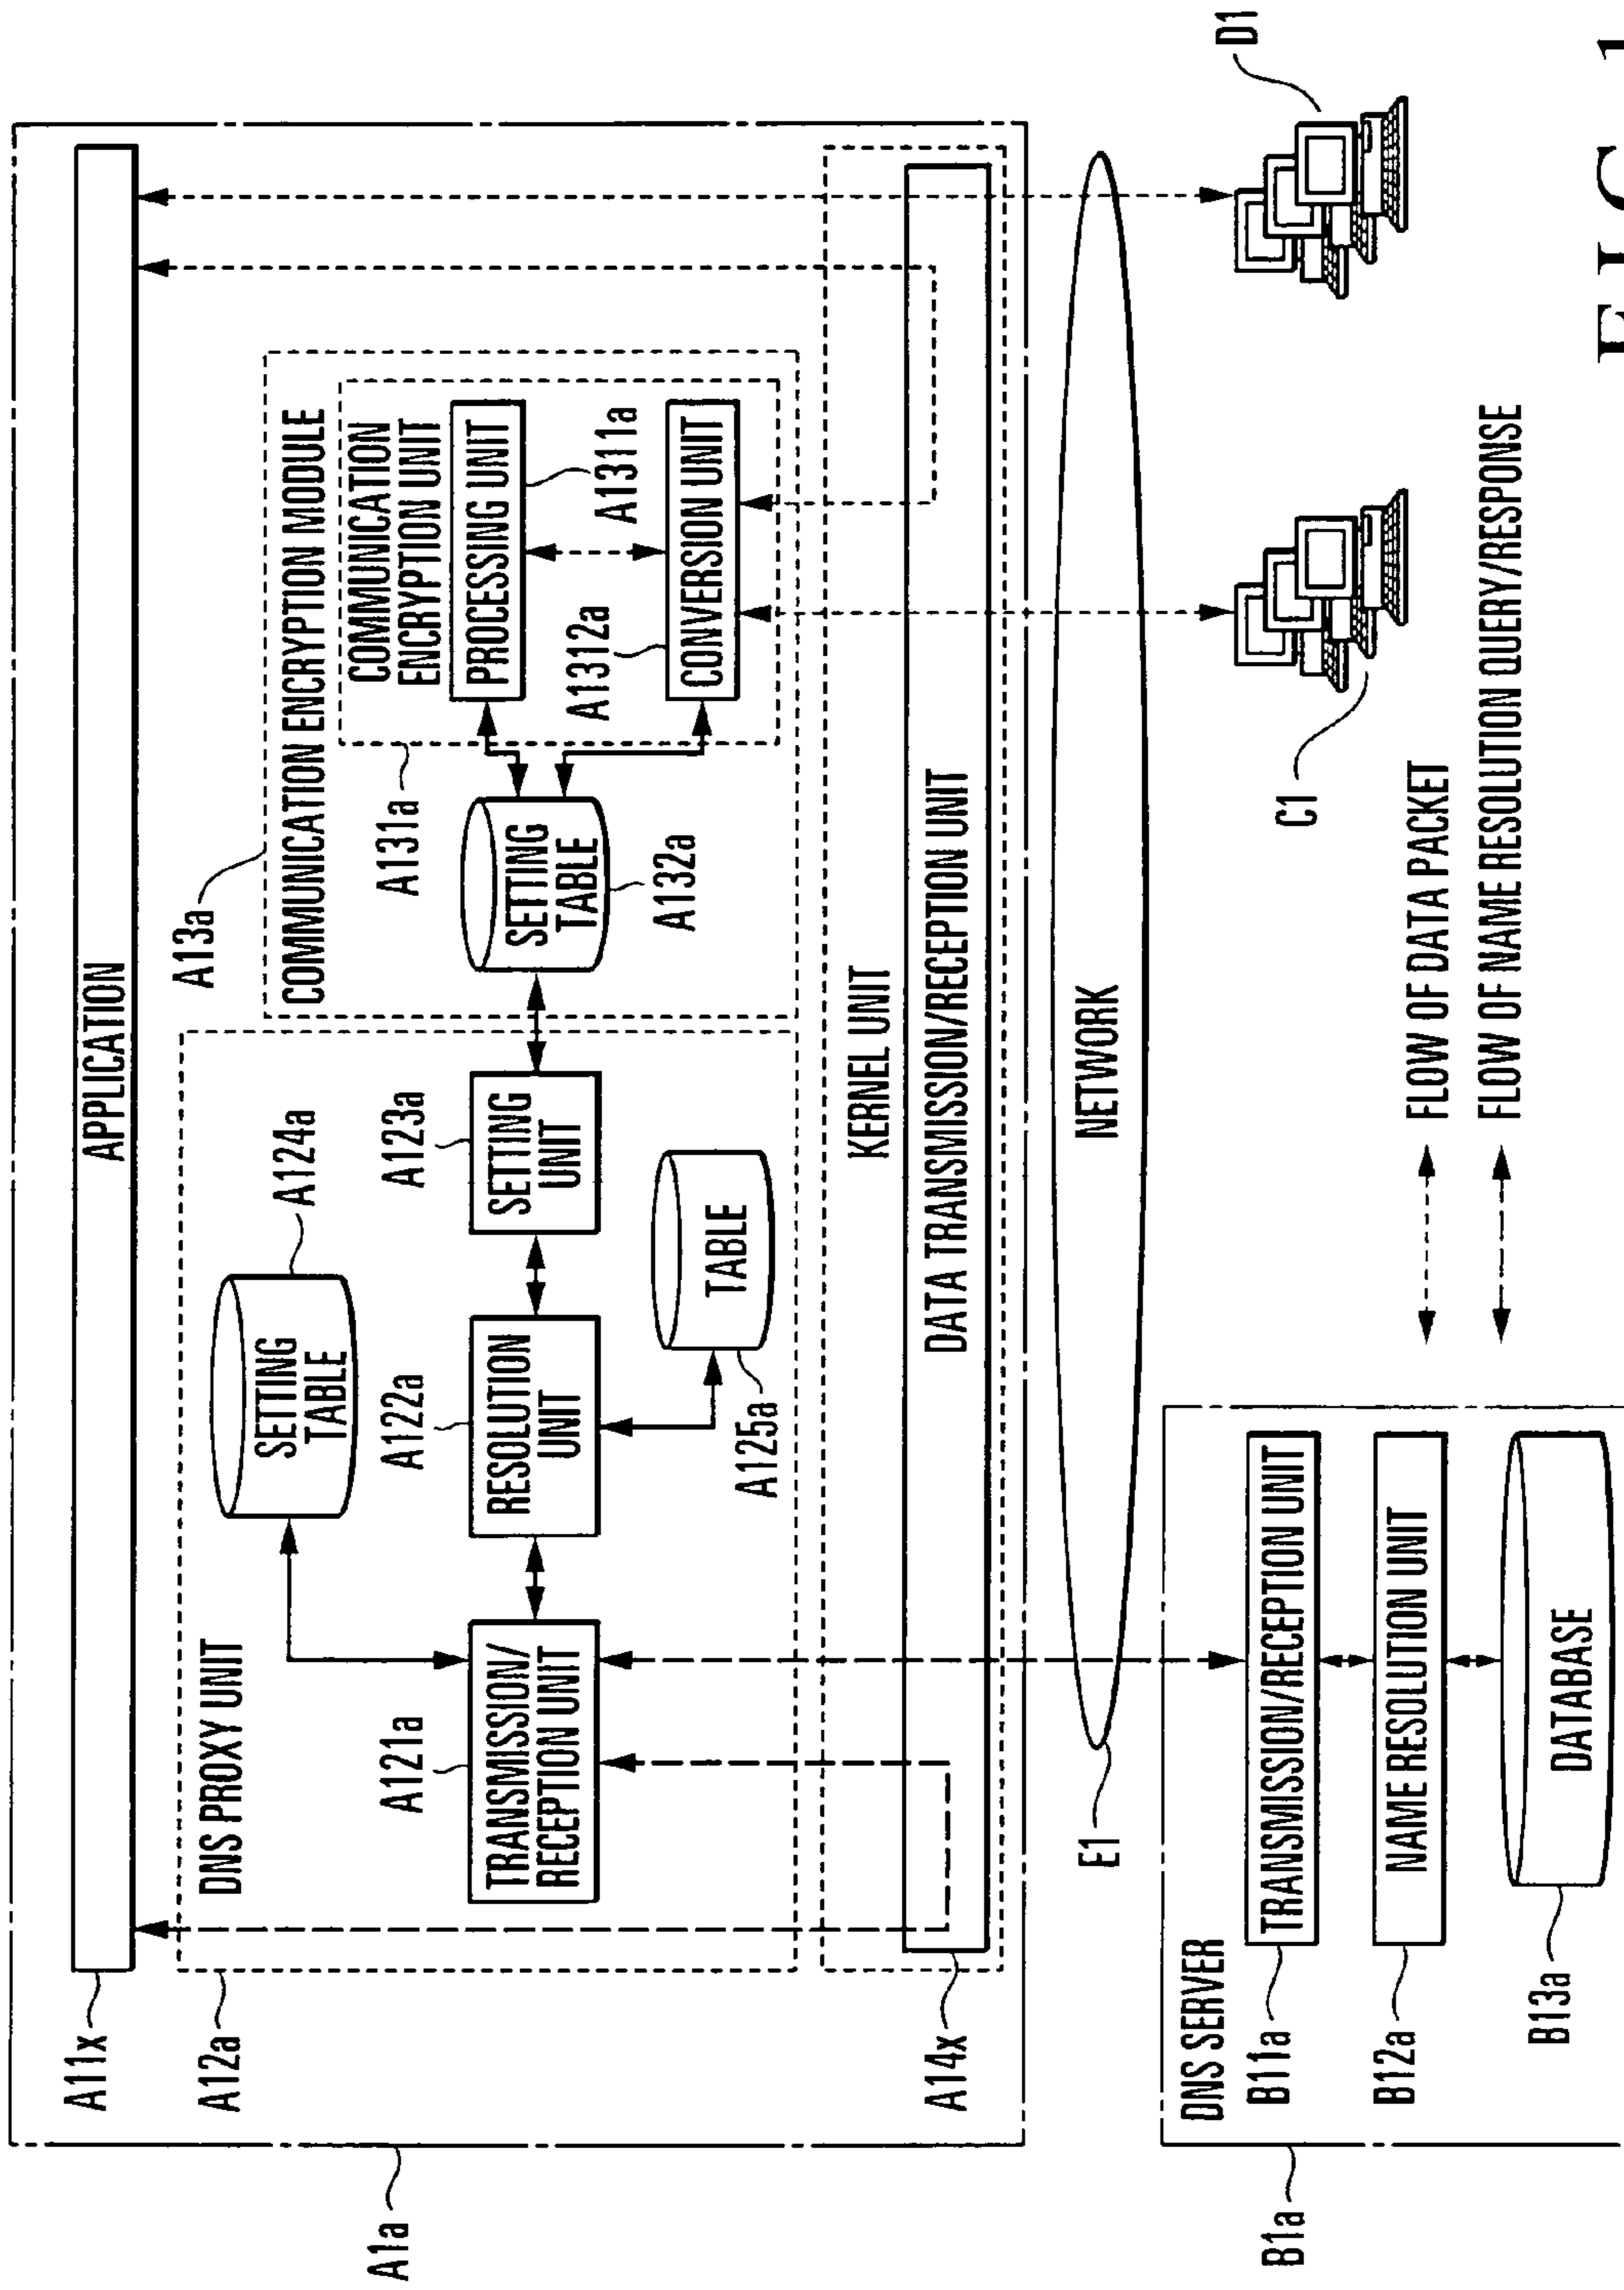 A1a
A11x
APPLICATION
A12a
DNS PROXY UNIT
SETTING
TABLE
A124a
A121a
TRANSMISSION/
RECEPTION UNIT
A122a
RESOLUTION
UNIT
A123a
SETTING
UNIT
A125a
TABLE
A13a
COMMUNICATION ENCRYPTION MODULE
A131a
COMMUNICATION
ENCRYPTION UNIT
SETTING
TABLE
A132a
PROCESSING UNIT
A1311a
A1312a
CONVERSION UNIT
KERNEL UNIT
A14x
DATA TRANSMISSION/RECEPTION UNIT
E1
NETWORK
B1a
DNS SERVER
B11a
TRANSMISSION/RECEPTION UNIT
B12a
NAME RESOLUTION UNIT
B13a
DATABASE
C1
D1
FLOW OF DATA PACKET
FLOW OF NAME RESOLUTION QUERY/RESPONSE